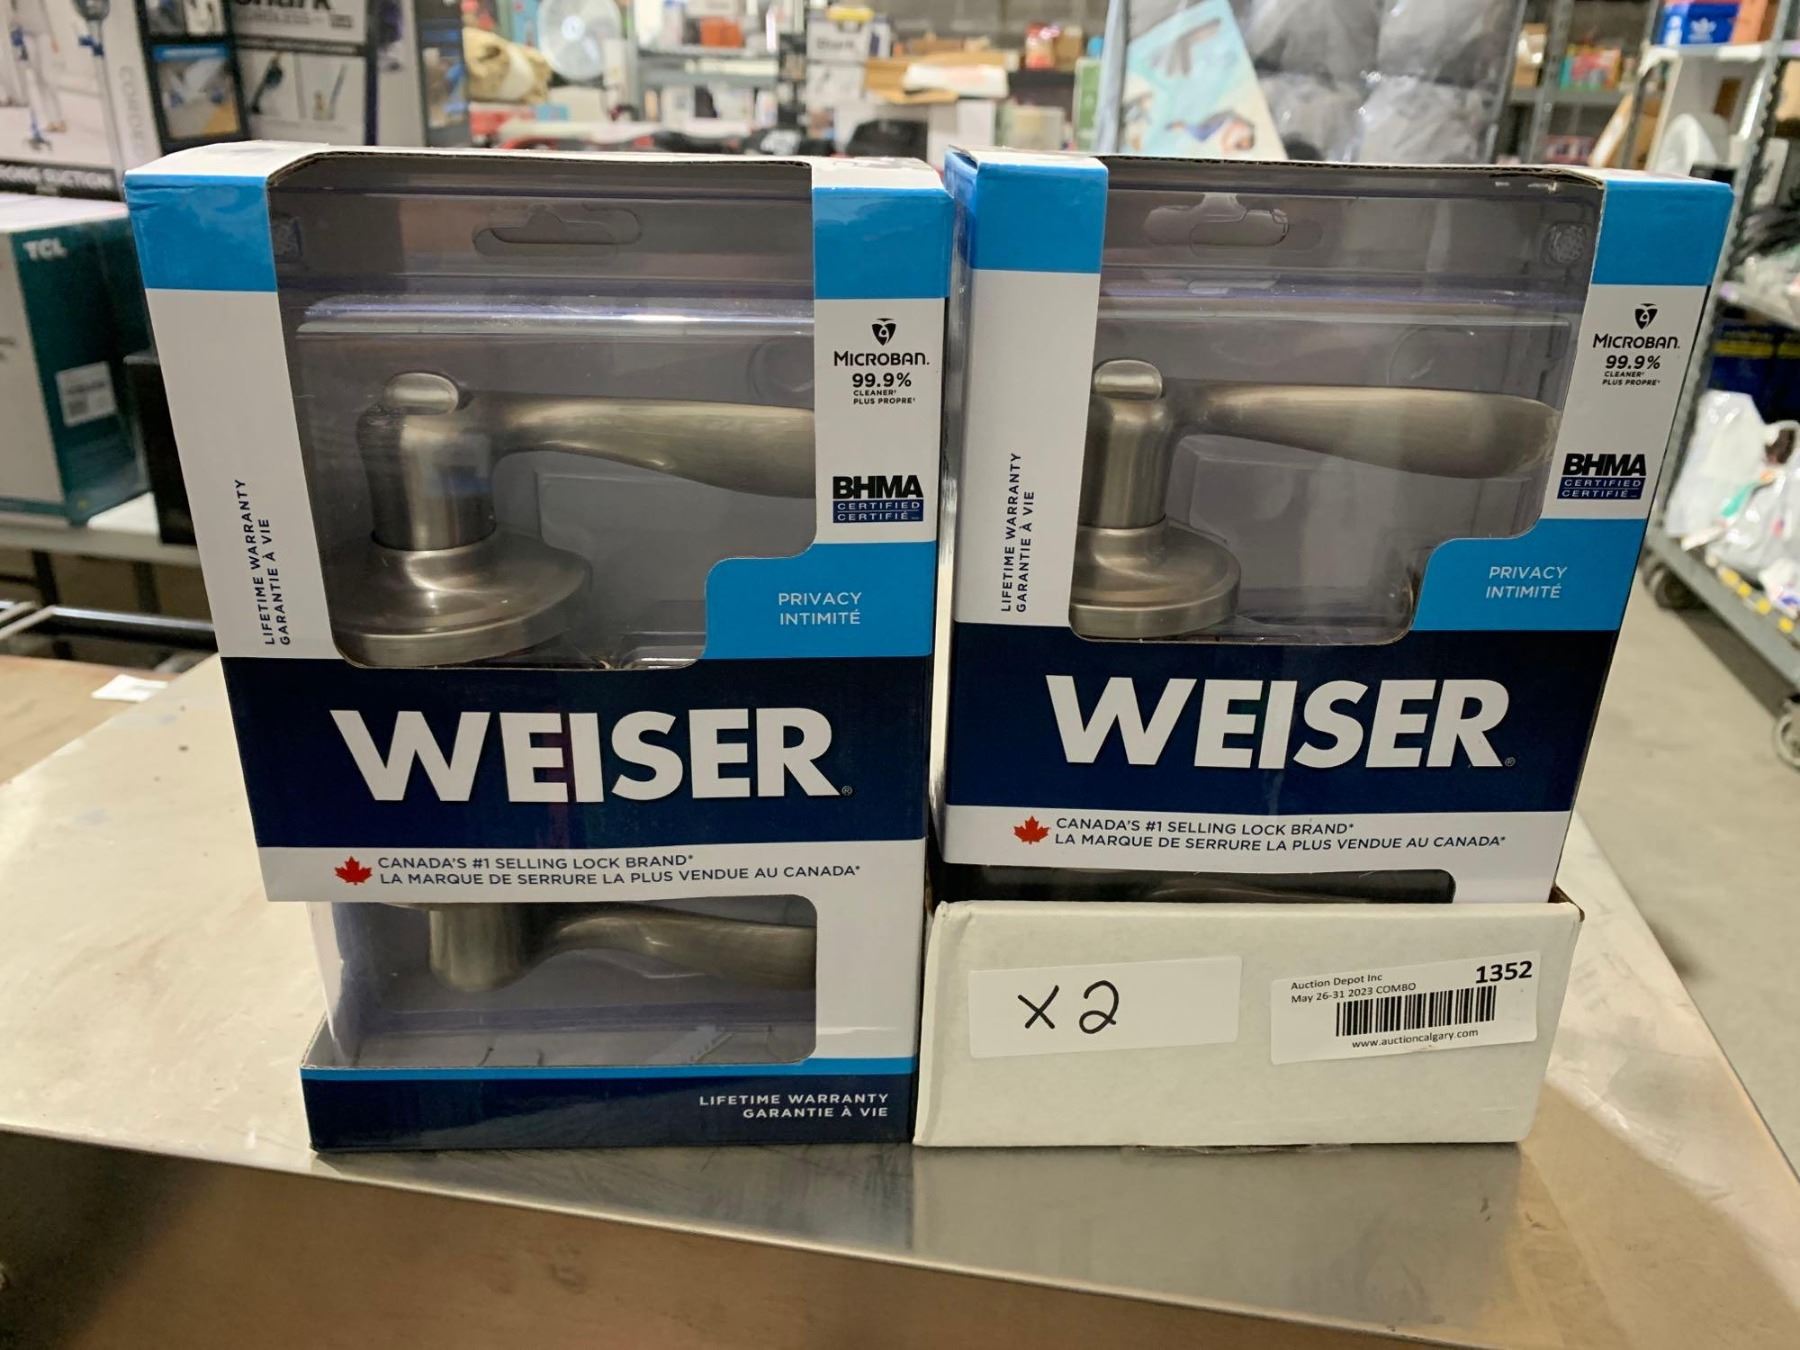 TCL
LIFETIME WARRANTY
GARANTIE À VIE
MICROBAN.
99.9%
CLEANER
PLUS PROPRE
BHMA
CERTIFIED
CERTIFIÉ
PRIVACY
INTIMITÉ
WEISER®
CANADA'S #1 SELLING LOCK BRAND*
LA MARQUE DE SERRURE LA PLUS VENDUE AU CANADA*
LIFETIME WARRANTY
GARANTIE À VIE
LIFETIME WARRANTY
GARANTIE À VIE
MICROBAN.
99.9%
CLEANER
PLUS PROPRE
BHMA
CERTIFIED
CERTIFIÉ
PRIVACY
INTIMITÉ
WEISER®
CANADA'S #1 SELLING LOCK BRAND*
LA MARQUE DE SERRURE LA PLUS VENDUE AU CANADA*
X2
Auction Depot Inc 1352
May 26-31 2023 COMBO
www.auctioncalgary.com